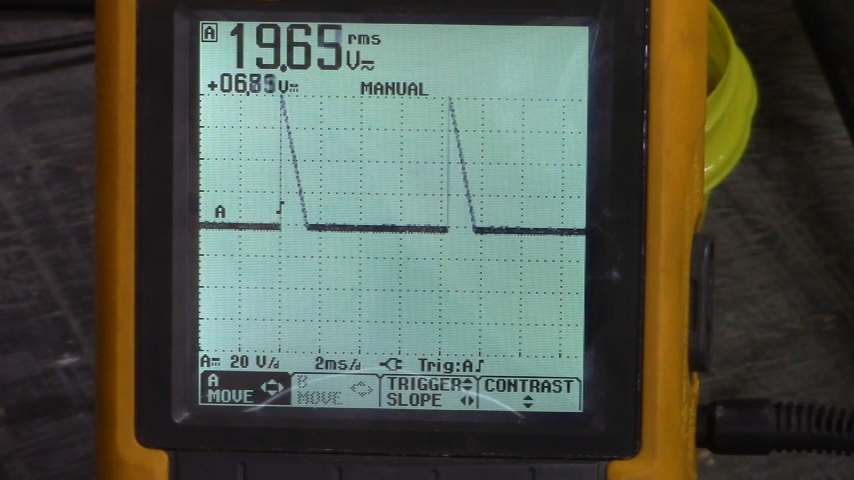 A 19.65 rms V≂
MANUAL
A
A⎓ 20 V/d 2ms/d Trig:A∫
A MOVE B MOVE TRIGGER SLOPE CONTRAST